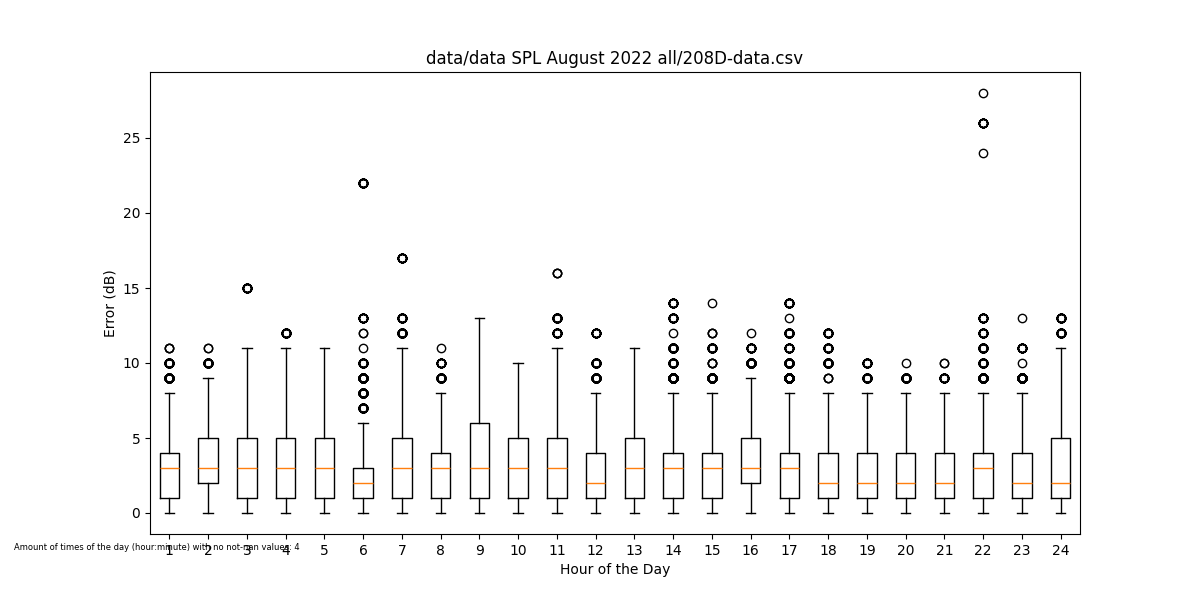 data/data SPL August 2022 all/208D-data.csv
Error (dB)
25
20
15
10
5
0
1 2 3 4 5 6 7 8 9 10 11 12 13 14 15 16 17 18 19 20 21 22 23 24
Amount of times of the day (hour:minute) with no not-nan values: 4
Hour of the Day